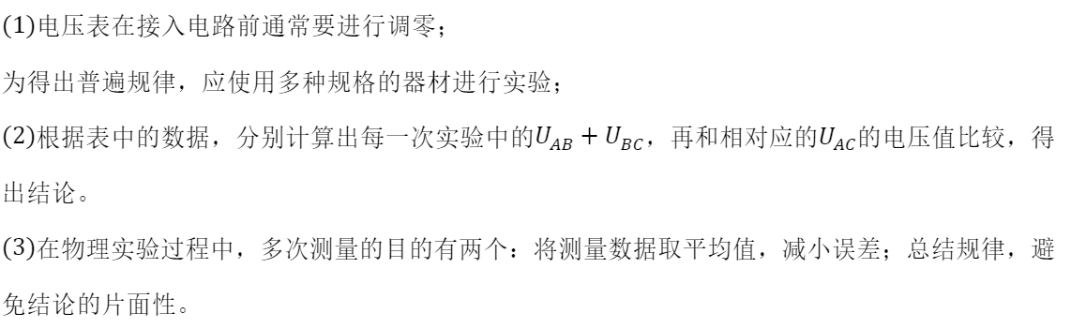 (1)电压表在接入电路前通常要进行调零；
为得出普遍规律，应使用多种规格的器材进行实验；
(2)根据表中的数据，分别计算出每一次实验中的U_{AB} + U_{BC}，再和相对应的U_{AC}的电压值比较，得
出结论。
(3)在物理实验过程中，多次测量的目的有两个：将测量数据取平均值，减小误差；总结规律，避
免结论的片面性。